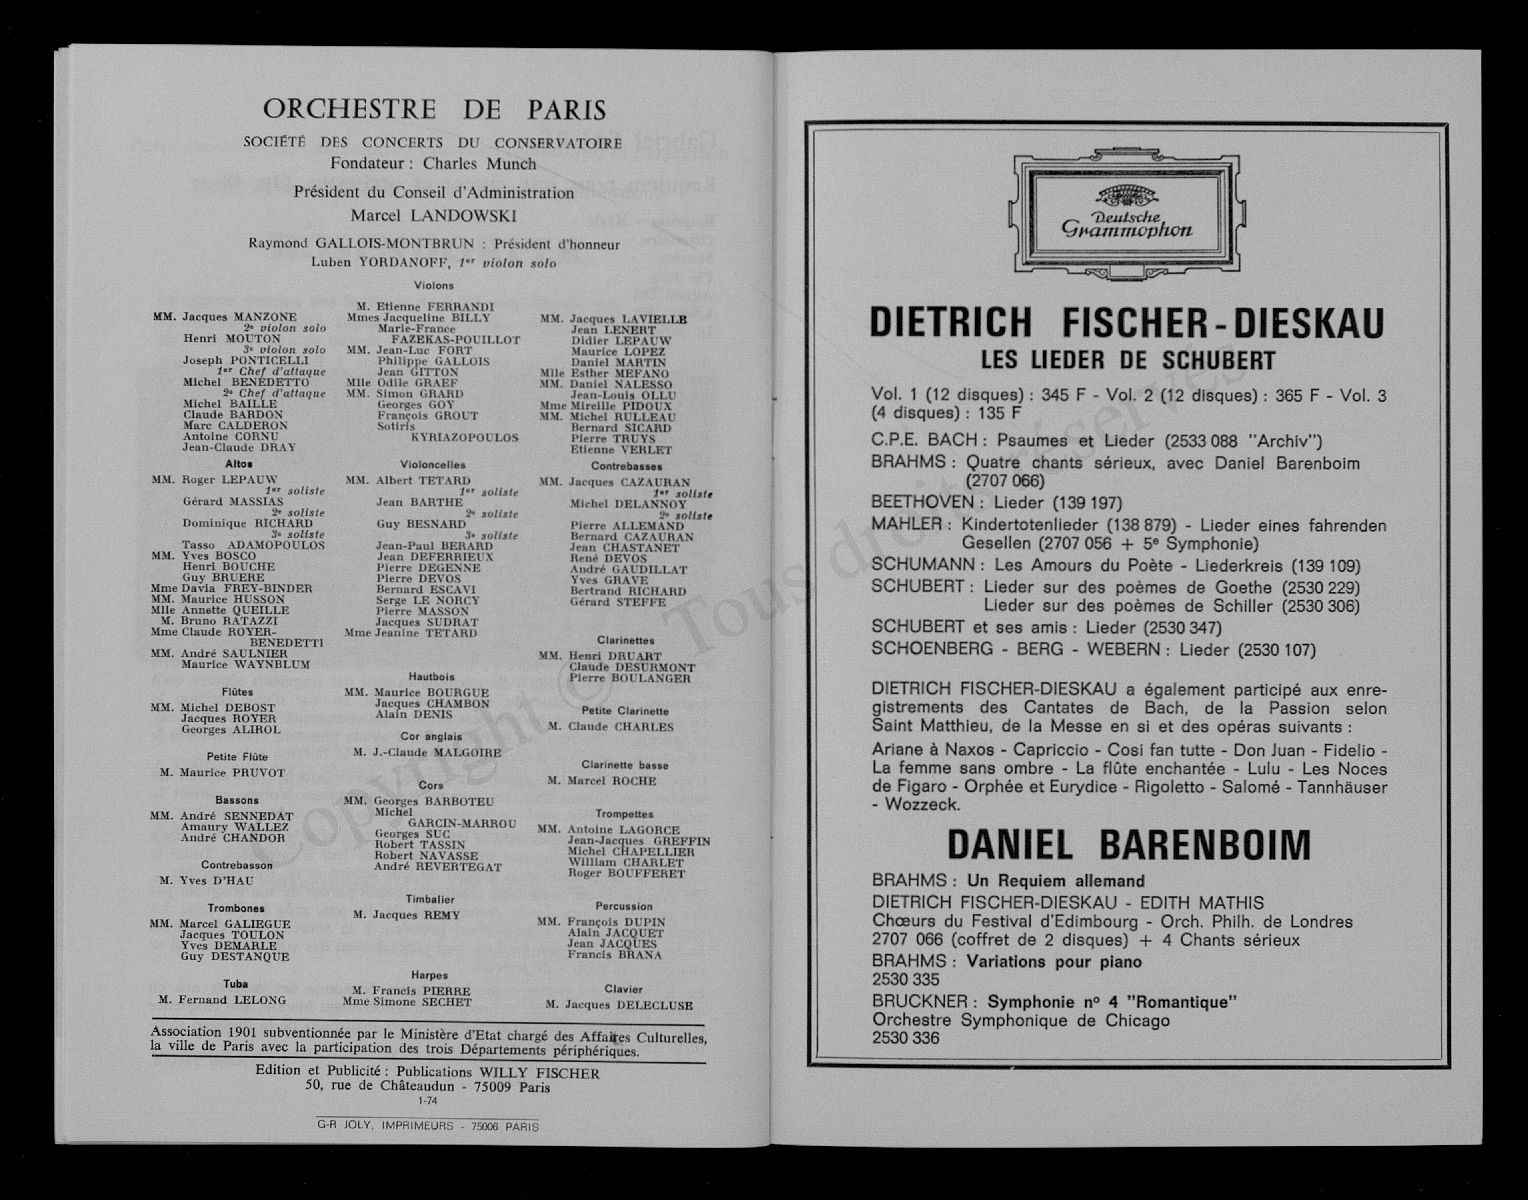 ORCHESTRE DE PARIS
SOCIÉTÉ DES CONCERTS DU CONSERVATOIRE
Fondateur : Charles Munch
Président du Conseil d'Administration
Marcel LANDOWSKI
Raymond GALLOIS-MONTBRUN : Président d'honneur
Luben YORDANOFF, 1er violon solo
Violons
MM. Jacques MANZONE
2e violon solo
Henri MOUTON
3e violon solo
Joseph PONTICELLI
1er Chef d'attaque
Michel BENEDETTO
2e Chef d'attaque
Michel BAILLE
Claude BARDON
Marc CALDERON
Antoine CORNU
Jean-Claude DRAY
M. Etienne FERRANDI
Mmes Jacqueline BILLY
Marie-France
FAZEKAS-POUILLOT
MM. Jean-Luc FORT
Philippe GALLOIS
Jean GITTON
Mlle Odile GRAEF
MM. Simon GRARD
Georges GOY
François GROUT
Sotiris
KYRIAZOPOULOS
MM. Jacques LAVIELLE
Jean LENERT
Didier LEPAUW
Maurice LOPEZ
Daniel MARTIN
Mlle Esther MEFANO
MM. Daniel NALESSO
Jean-Louis OLLU
Mme Mireille PIDOUX
MM. Michel RULLEAU
Bernard SICARD
Pierre TRUYS
Etienne VERLET
Altos
MM. Roger LEPAUW
1er soliste
Gérard MASSIAS
2e soliste
Dominique RICHARD
3e soliste
Tasso ADAMOPOULOS
MM. Yves BOSCO
Henri BOUCHE
Guy BRUERE
Mme Davia FREY-BINDER
MM. Maurice HUSSON
Mlle Annette QUEILLE
M. Bruno RATAZZI
Mme Claude ROYER-
BENEDETTI
MM. André SAULNIER
Maurice WAYNBLUM
Violoncelles
MM. Albert TETARD
1er soliste
Jean BARTHE
2e soliste
Guy BESNARD
3e soliste
Jean-Paul BERARD
Jean DEFERRIEUX
Pierre DEGENNE
Pierre DEVOS
Bernard ESCAVI
Serge LE NORCY
Pierre MASSON
Jacques SUDRAT
Mme Jeanine TETARD
Contrebasses
MM. Jacques CAZAURAN
1er soliste
Michel DELANNOY
2e soliste
Pierre ALLEMAND
Bernard CAZAURAN
Jean CHASTANET
René DEVOS
André GAUDILLAT
Yves GRAVE
Bertrand RICHARD
Gérard STEFFE
Flûtes
MM. Michel DEBOST
Jacques ROYER
Georges ALIROL
Petite Flûte
M. Maurice PRUVOT
Bassons
MM. André SENNEDAT
Amaury WALLEZ
André CHANDOR
Contrebasson
M. Yves D'HAU
Trombones
MM. Marcel GALIEGUE
Jacques TOULON
Yves DEMARLE
Guy DESTANQUE
Tuba
M. Fernand LELONG
Hautbois
MM. Maurice BOURGUE
Jacques CHAMBON
Alain DENIS
Cor anglais
M. J.-Claude MALGOIRE
Cors
MM. Georges BARBOTEU
Michel
GARCIN-MARROU
Georges SUC
Robert TASSIN
Robert NAVASSE
André REVERTEGAT
Timbalier
M. Jacques REMY
Harpes
M. Francis PIERRE
Mme Simone SECHET
Clarinettes
MM. Henri DRUART
Claude DESURMONT
Pierre BOULANGER
Petite Clarinette
M. Claude CHARLES
Clarinette basse
M. Marcel ROCHE
Trompettes
MM. Antoine LAGORCE
Jean-Jacques GREFFIN
Michel CHAPELLIER
William CHARLET
Roger BOUFFERET
Percussion
MM. François DUPIN
Alain JACQUET
Jean JACQUES
Francis BRANA
Clavier
M. Jacques DELECLUSE
Association 1901 subventionnée par le Ministère d'Etat chargé des Affaires Culturelles,
la ville de Paris avec la participation des trois Départements périphériques.
Edition et Publicité : Publications WILLY FISCHER
50, rue de Châteaudun - 75009 Paris
1-74
G-R JOLY, IMPRIMEURS - 75006 PARIS
Deutsche
Grammophon
DIETRICH FISCHER-DIESKAU
LES LIEDER DE SCHUBERT
Vol. 1 (12 disques) : 345 F - Vol. 2 (12 disques) : 365 F - Vol. 3
(4 disques) : 135 F
C.P.E. BACH : Psaumes et Lieder (2533 088 "Archiv")
BRAHMS : Quatre chants sérieux, avec Daniel Barenboim
(2707 066)
BEETHOVEN : Lieder (139 197)
MAHLER : Kindertotenlieder (138 879) - Lieder eines fahrenden
Gesellen (2707 056 + 5e Symphonie)
SCHUMANN : Les Amours du Poète - Liederkreis (139 109)
SCHUBERT : Lieder sur des poèmes de Goethe (2530 229)
Lieder sur des poèmes de Schiller (2530 306)
SCHUBERT et ses amis : Lieder (2530 347)
SCHOENBERG - BERG - WEBERN : Lieder (2530 107)
DIETRICH FISCHER-DIESKAU a également participé aux enre-
gistrements des Cantates de Bach, de la Passion selon
Saint Matthieu, de la Messe en si et des opéras suivants :
Ariane à Naxos - Capriccio - Cosi fan tutte - Don Juan - Fidelio -
La femme sans ombre - La flûte enchantée - Lulu - Les Noces
de Figaro - Orphée et Eurydice - Rigoletto - Salomé - Tannhäuser
- Wozzeck.
DANIEL BARENBOIM
BRAHMS : Un Requiem allemand
DIETRICH FISCHER-DIESKAU - EDITH MATHIS
Chœurs du Festival d'Edimbourg - Orch. Philh. de Londres
2707 066 (coffret de 2 disques) + 4 Chants sérieux
BRAHMS : Variations pour piano
2530 335
BRUCKNER : Symphonie no 4 "Romantique"
Orchestre Symphonique de Chicago
2530 336
Copyright © Tous droits réservés